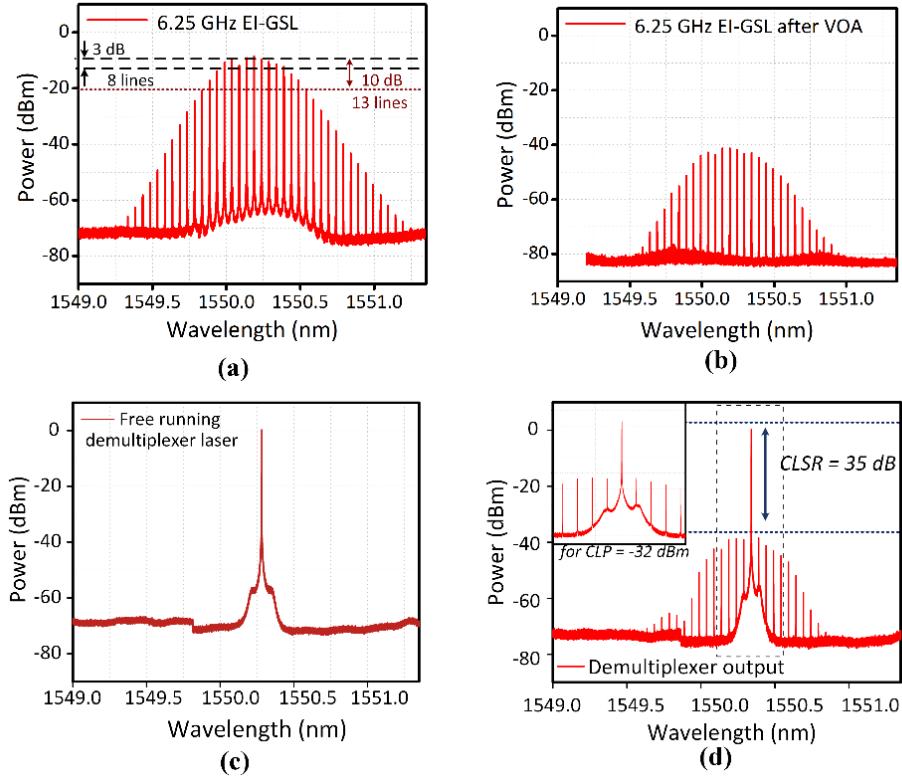 6.25 GHz EI-GSL
3 dB
8 lines
10 dB
13 lines
0
-20
-40
-60
-80
Power (dBm)
1549.0 1549.5 1550.0 1550.5 1551.0
Wavelength (nm)
(a)
6.25 GHz EI-GSL after VOA
0
-20
-40
-60
-80
Power (dBm)
1549.0 1549.5 1550.0 1550.5 1551.0
Wavelength (nm)
(b)
Free running
demultiplexer laser
0
-20
-40
-60
-80
Power (dBm)
1549.0 1549.5 1550.0 1550.5 1551.0
Wavelength (nm)
(c)
CLSR = 35 dB
for CLP = -32 dBm
Demultiplexer output
0
-20
-40
-60
-80
Power (dBm)
1549.0 1549.5 1550.0 1550.5 1551.0
Wavelength (nm)
(d)